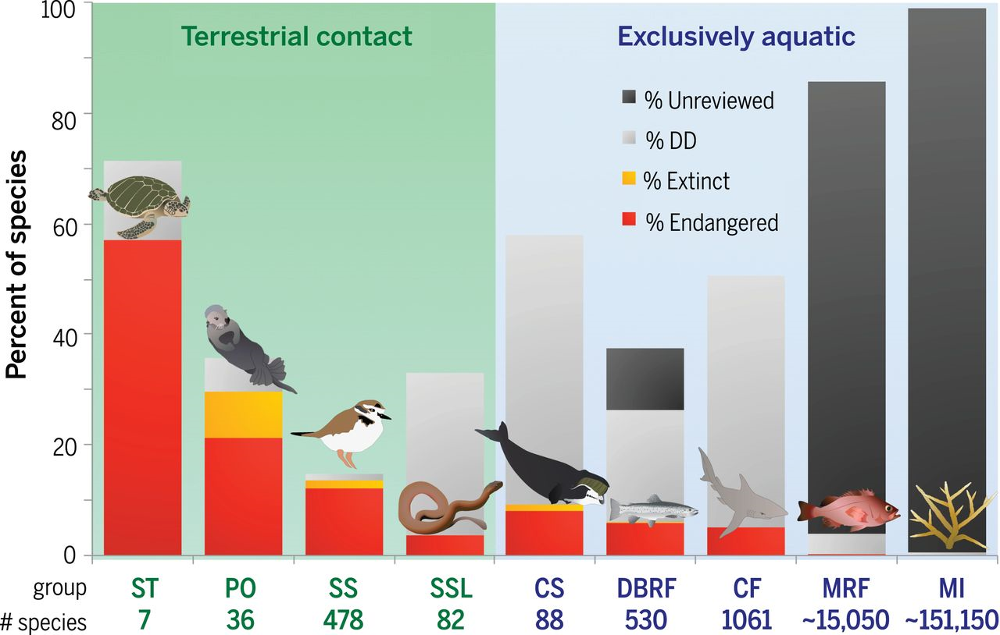 100
80
60
40
20
0
Percent of species
Terrestrial contact
Exclusively aquatic
% Unreviewed
% DD
% Extinct
% Endangered
group ST PO SS SSL CS DBRF CF MRF MI
# species 7 36 478 82 88 530 1061 ~15,050 ~151,150